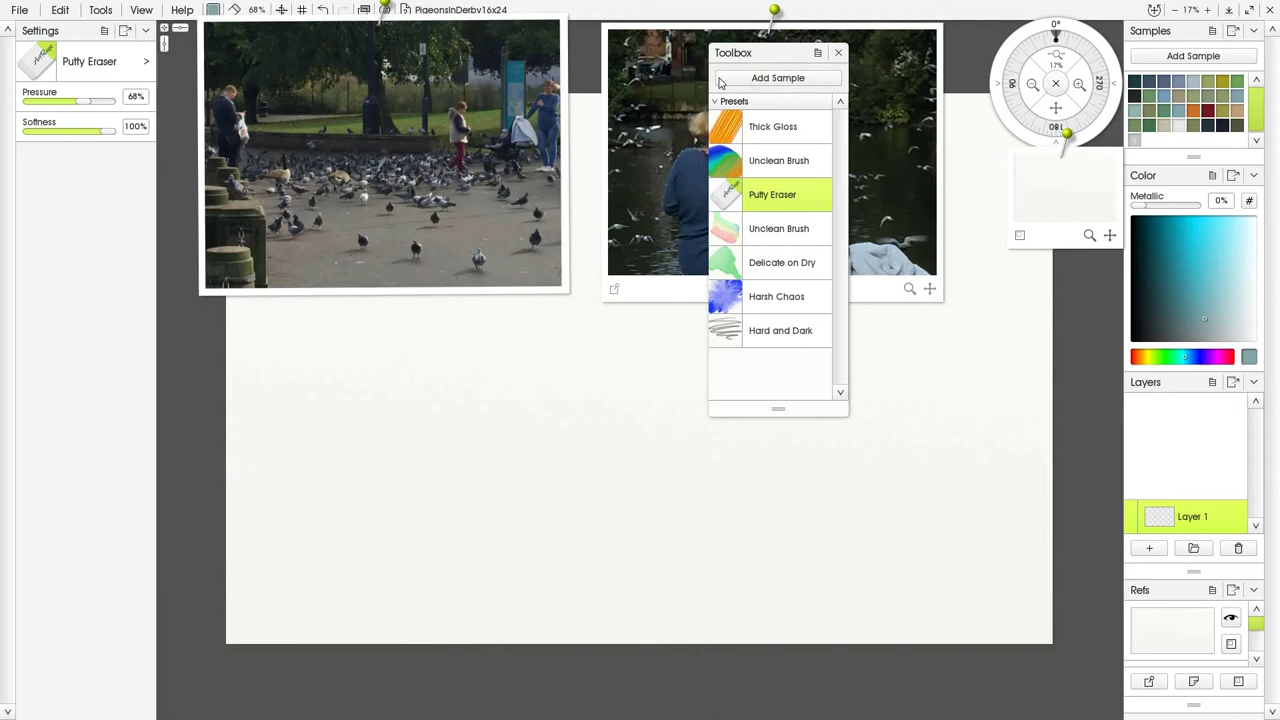 File Edit Tools View Help 68% PigeonsInDerby16x24 17%
Settings
Putty Eraser >
Pressure
68%
Softness
100%
Toolbox
Add Sample
Presets
Thick Gloss
Unclean Brush
Putty Eraser
Unclean Brush
Delicate on Dry
Harsh Chaos
Hard and Dark
0°
17%
90
270
180
Samples
Add Sample
Color
Metallic
0% #
Layers
Layer 1
Refs